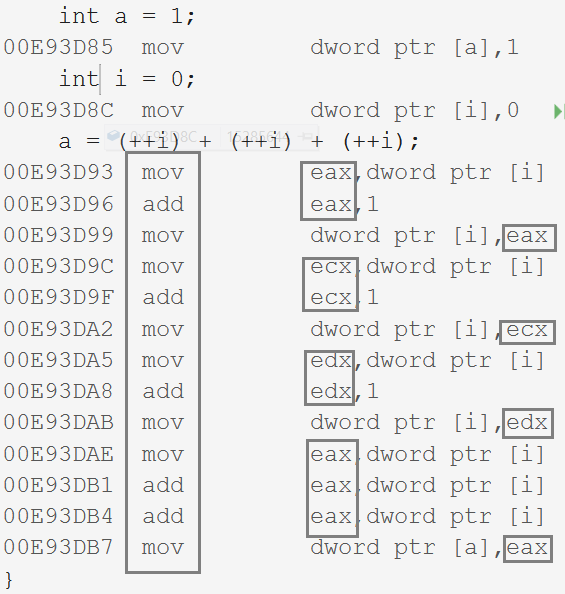 int a = 1;
00E93D85 mov dword ptr [a],1
int i = 0;
00E93D8C mov dword ptr [i],0
a = (++i) + (++i) + (++i);
00E93D93 mov eax,dword ptr [i]
00E93D96 add eax,1
00E93D99 mov dword ptr [i],eax
00E93D9C mov ecx,dword ptr [i]
00E93D9F add ecx,1
00E93DA2 mov dword ptr [i],ecx
00E93DA5 mov edx,dword ptr [i]
00E93DA8 add edx,1
00E93DAB mov dword ptr [i],edx
00E93DAE mov eax,dword ptr [i]
00E93DB1 add eax,dword ptr [i]
00E93DB4 add eax,dword ptr [i]
00E93DB7 mov dword ptr [a],eax
}